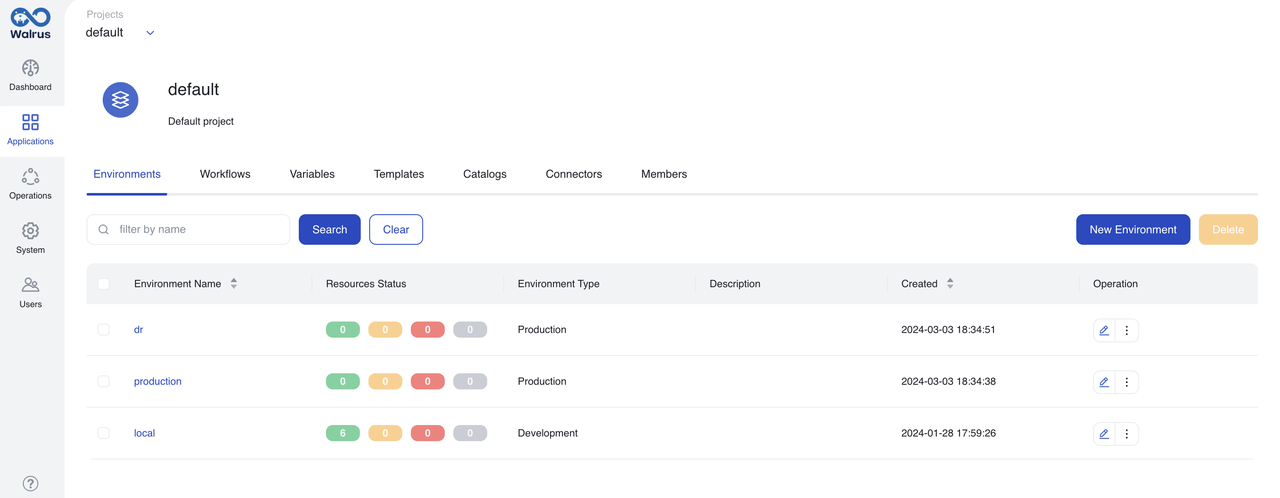 Walrus
Dashboard
Applications
Operations
System
Users
Projects
default
default
Default project
Environments Workflows Variables Templates Catalogs Connectors Members
filter by name Search Clear New Environment Delete
Environment Name Resources Status Environment Type Description Created Operation
dr 0 0 0 0 Production 2024-03-03 18:34:51
production 0 0 0 0 Production 2024-03-03 18:34:38
local 6 0 0 0 Development 2024-01-28 17:59:26